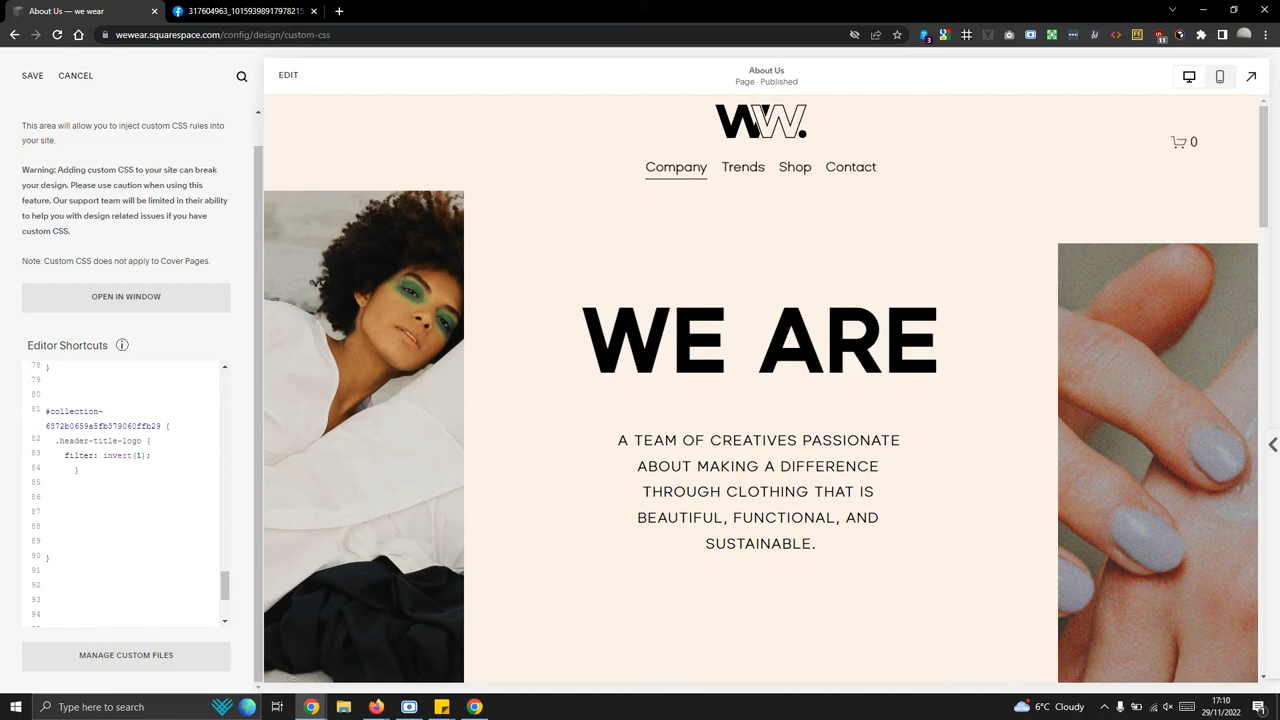 About Us — We wear
317604963_1015939891797821
wewear.squarespace.com/config/design/custom-css
SAVE CANCEL
EDIT
About Us
Page · Published
This area will allow you to inject custom CSS rules into
your site.
Warning: Adding custom CSS to your site can break
your design. Please use caution when using this
feature. Our support team will be limited in their ability
to help you with design related issues if you have
custom CSS.
Note: Custom CSS does not apply to Cover Pages.
OPEN IN WINDOW
Editor Shortcuts
78 }
79
80
81 #collection-
6372b0659a5fb379060ffb29 {
82 .header-title-logo {
83 filter: invert(1);
84 }
85
86
87
88
89
90 }
91
92
93
94
MANAGE CUSTOM FILES
WW.
0
Company Trends Shop Contact
WE ARE
A TEAM OF CREATIVES PASSIONATE
ABOUT MAKING A DIFFERENCE
THROUGH CLOTHING THAT IS
BEAUTIFUL, FUNCTIONAL, AND
SUSTAINABLE.
Type here to search
6°C Cloudy
17:10
29/11/2022